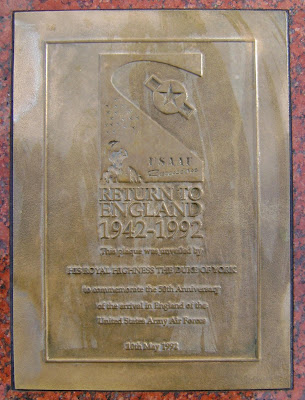 USAAF
RETURN TO
ENGLAND
1942-1992
This plaque was unveiled by
HIS ROYAL HIGHNESS THE DUKE OF YORK
to commemorate the 50th Anniversary
of the arrival in England of the
United States Army Air Forces
10th May 1992